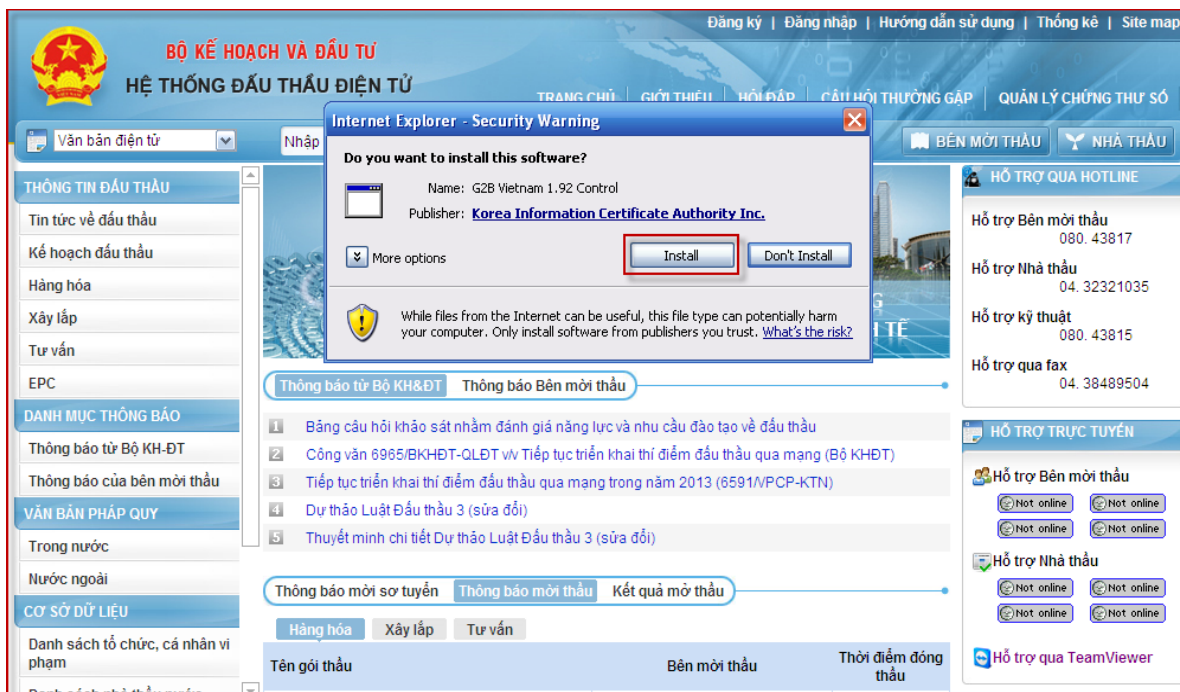 Đăng ký | Đăng nhập | Hướng dẫn sử dụng | Thống kê | Site map
BỘ KẾ HOẠCH VÀ ĐẦU TƯ
HỆ THỐNG ĐẤU THẦU ĐIỆN TỬ
TRANG CHỦ | GIỚI THIỆU | HỎI ĐÁP | CÂU HỎI THƯỜNG GẶP | QUẢN LÝ CHỨNG THƯ SỐ
Văn bản điện tử
Nhập
BÊN MỜI THẦU
NHÀ THẦU
Internet Explorer - Security Warning
Do you want to install this software?
Name: G2B Vietnam 1.92 Control
Publisher: Korea Information Certificate Authority Inc.
More options
Install
Don't Install
While files from the Internet can be useful, this file type can potentially harm
your computer. Only install software from publishers you trust. What's the risk?
TẾ
THÔNG TIN ĐẤU THẦU
Tin tức về đấu thầu
Kế hoạch đấu thầu
Hàng hóa
Xây lắp
Tư vấn
EPC
DANH MỤC THÔNG BÁO
Thông báo từ Bộ KH-ĐT
Thông báo của bên mời thầu
VĂN BẢN PHÁP QUY
Trong nước
Nước ngoài
CƠ SỞ DỮ LIỆU
Danh sách tổ chức, cá nhân vi
phạm
Thông báo từ Bộ KH&ĐT
Thông báo Bên mời thầu
1 Bảng câu hỏi khảo sát nhằm đánh giá năng lực và nhu cầu đào tạo về đấu thầu
2 Công văn 6965/BKHĐT-QLĐT v/v Tiếp tục triển khai thí điểm đấu thầu qua mạng (Bộ KHĐT)
3 Tiếp tục triển khai thí điểm đấu thầu qua mạng trong năm 2013 (6591/VPCP-KTN)
4 Dự thảo Luật Đấu thầu 3 (sửa đổi)
5 Thuyết minh chi tiết Dự thảo Luật Đấu thầu 3 (sửa đổi)
Thông báo mời sơ tuyển
Thông báo mời thầu
Kết quả mở thầu
Hàng hóa
Xây lắp
Tư vấn
Tên gói thầu
Bên mời thầu
Thời điểm đóng
thầu
HỖ TRỢ QUA HOTLINE
Hỗ trợ Bên mời thầu
080. 43817
Hỗ trợ Nhà thầu
04. 32321035
Hỗ trợ kỹ thuật
080. 43815
Hỗ trợ qua fax
04. 38489504
HỖ TRỢ TRỰC TUYẾN
Hỗ trợ Bên mời thầu
Not online Not online
Not online Not online
Hỗ trợ Nhà thầu
Not online Not online
Not online Not online
Hỗ trợ qua TeamViewer